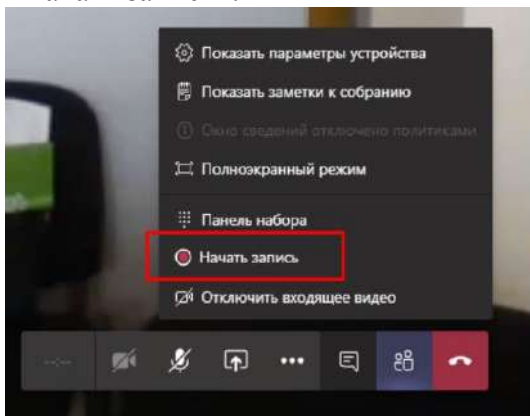 Показать параметры устройства
Показать заметки к собранию
Окно сведений отключено политиками
Полноэкранный режим
Панель набора
Начать запись
Отключить входящее видео
--:--